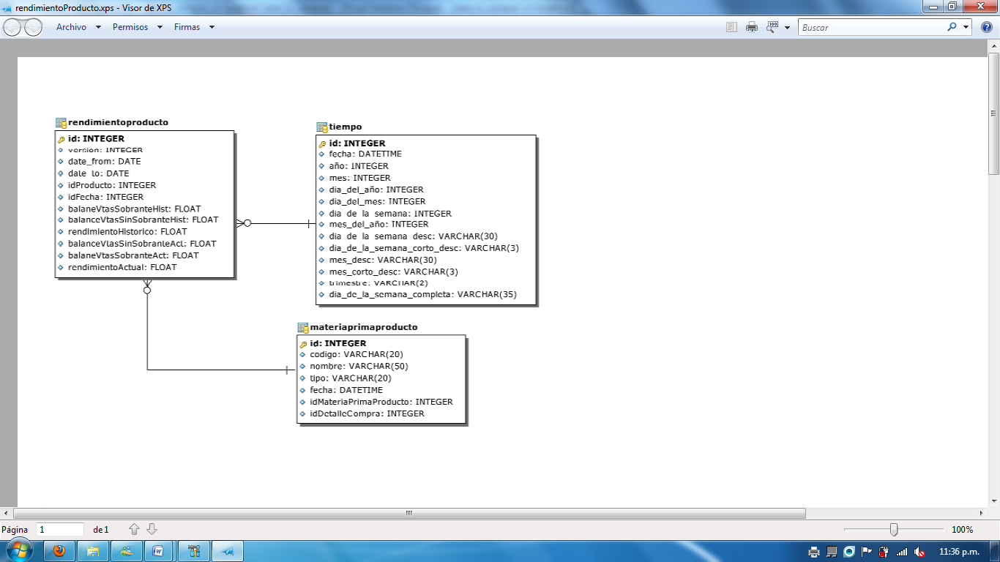 rendimientoProducto.xps - Visor de XPS
Archivo Permisos Firmas
100
Buscar
rendimientoproducto
id: INTEGER
version: INTEGER
date_from: DATE
date_to: DATE
idProducto: INTEGER
idFecha: INTEGER
balaneVtasSobranteHist: FLOAT
balanceVtasSinSobranteHist: FLOAT
rendimientoHistorico: FLOAT
balanceVtasSinSobranteAct: FLOAT
balaneVtasSobranteAct: FLOAT
rendimientoActual: FLOAT
tiempo
id: INTEGER
fecha: DATETIME
año: INTEGER
mes: INTEGER
dia_del_año: INTEGER
dia_del_mes: INTEGER
dia_de_la_semana: INTEGER
mes_del_año: INTEGER
dia_de_la_semana_desc: VARCHAR(30)
dia_de_la_semana_corto_desc: VARCHAR(3)
mes_desc: VARCHAR(30)
mes_corto_desc: VARCHAR(3)
trimestre: VARCHAR(2)
dia_de_la_semana_completa: VARCHAR(35)
materiaprimaproducto
id: INTEGER
codigo: VARCHAR(20)
nombre: VARCHAR(50)
tipo: VARCHAR(20)
fecha: DATETIME
idMateriaPrimaProducto: INTEGER
idDetalleCompra: INTEGER
Página 1 de 1
100%
11:36 p.m.